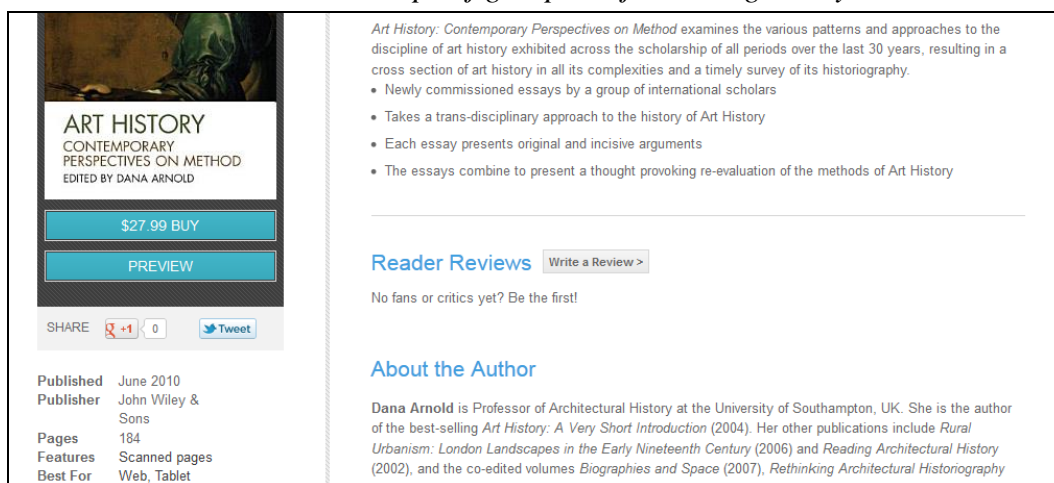 ART HISTORY
CONTEMPORARY
PERSPECTIVES ON METHOD
EDITED BY DANA ARNOLD
$27.99 BUY
PREVIEW
SHARE
+1
0
Tweet
Published June 2010
Publisher John Wiley &
Sons
Pages 184
Features Scanned pages
Best For Web, Tablet
Art History: Contemporary Perspectives on Method examines the various patterns and approaches to the
discipline of art history exhibited across the scholarship of all periods over the last 30 years, resulting in a
cross section of art history in all its complexities and a timely survey of its historiography.
• Newly commissioned essays by a group of international scholars
• Takes a trans-disciplinary approach to the history of Art History
• Each essay presents original and incisive arguments
• The essays combine to present a thought provoking re-evaluation of the methods of Art History
Reader Reviews Write a Review >
No fans or critics yet? Be the first!
About the Author
Dana Arnold is Professor of Architectural History at the University of Southampton, UK. She is the author
of the best-selling Art History: A Very Short Introduction (2004). Her other publications include Rural
Urbanism: London Landscapes in the Early Nineteenth Century (2006) and Reading Architectural History
(2002), and the co-edited volumes Biographies and Space (2007), Rethinking Architectural Historiography